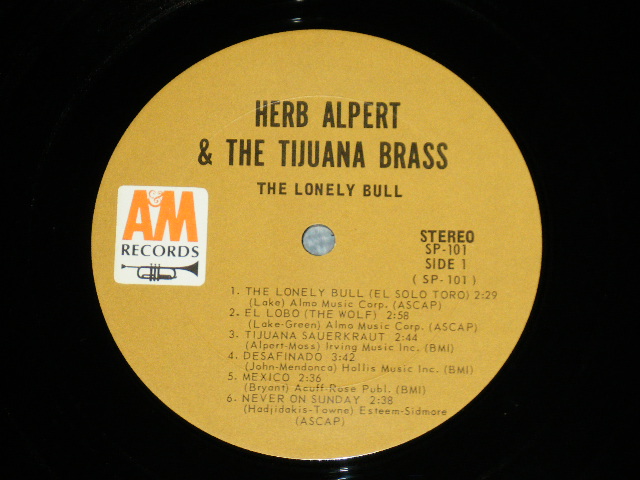 HERB ALPERT
& THE TIJUANA BRASS
THE LONELY BULL
A&M
RECORDS
STEREO
SP-101
SIDE 1
(SP-101)
1. THE LONELY BULL (EL SOLO TORO) 2:29
(Lake) Almo Music Corp. (ASCAP)
2. EL LOBO (THE WOLF) 2:58
(Lake-Green) Almo Music Corp. (ASCAP)
3. TIJUANA SAUERKRAUT 2:44
(Alpert-Moss) Irving Music Inc. (BMI)
4. DESAFINADO 3:42
(John-Mendonca) Hollis Music Inc. (BMI)
5. MEXICO 2:36
(Bryant) Acuff-Rose Publ. (BMI)
6. NEVER ON SUNDAY 2:38
(Hadjidakis-Towne) Esteem-Sidmore
(ASCAP)